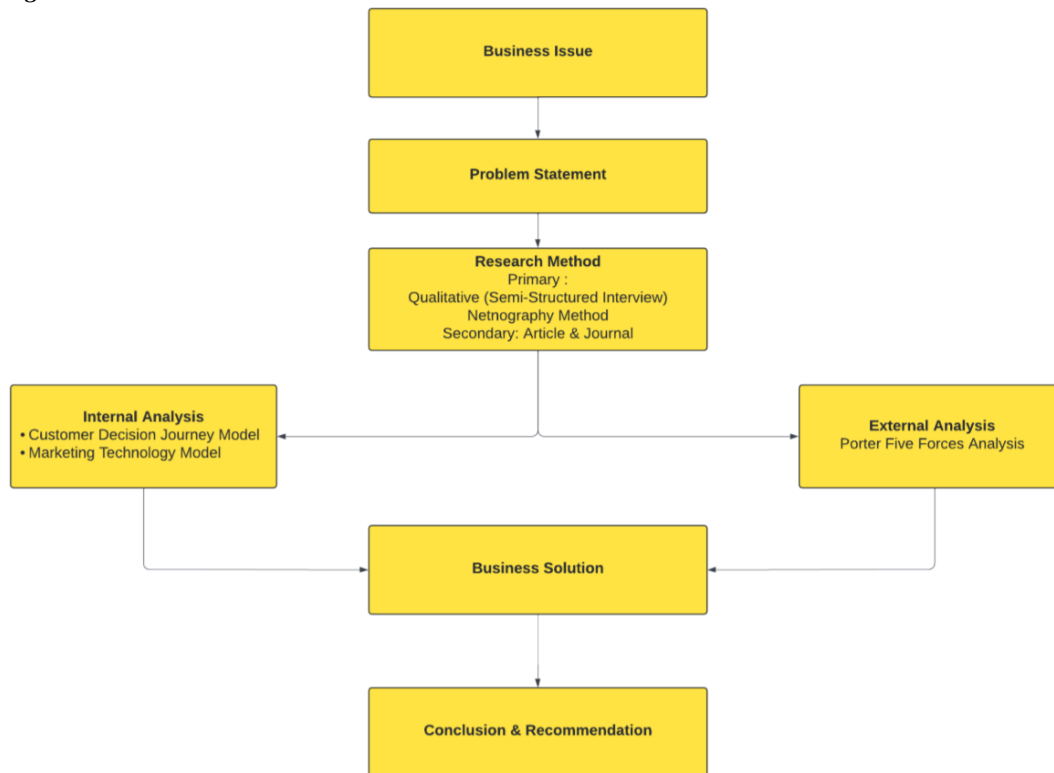 Business Issue
Problem Statement
Research Method
Primary :
Qualitative (Semi-Structured Interview)
Netnography Method
Secondary: Article & Journal
Internal Analysis
• Customer Decision Journey Model
• Marketing Technology Model
External Analysis
Porter Five Forces Analysis
Business Solution
Conclusion & Recommendation